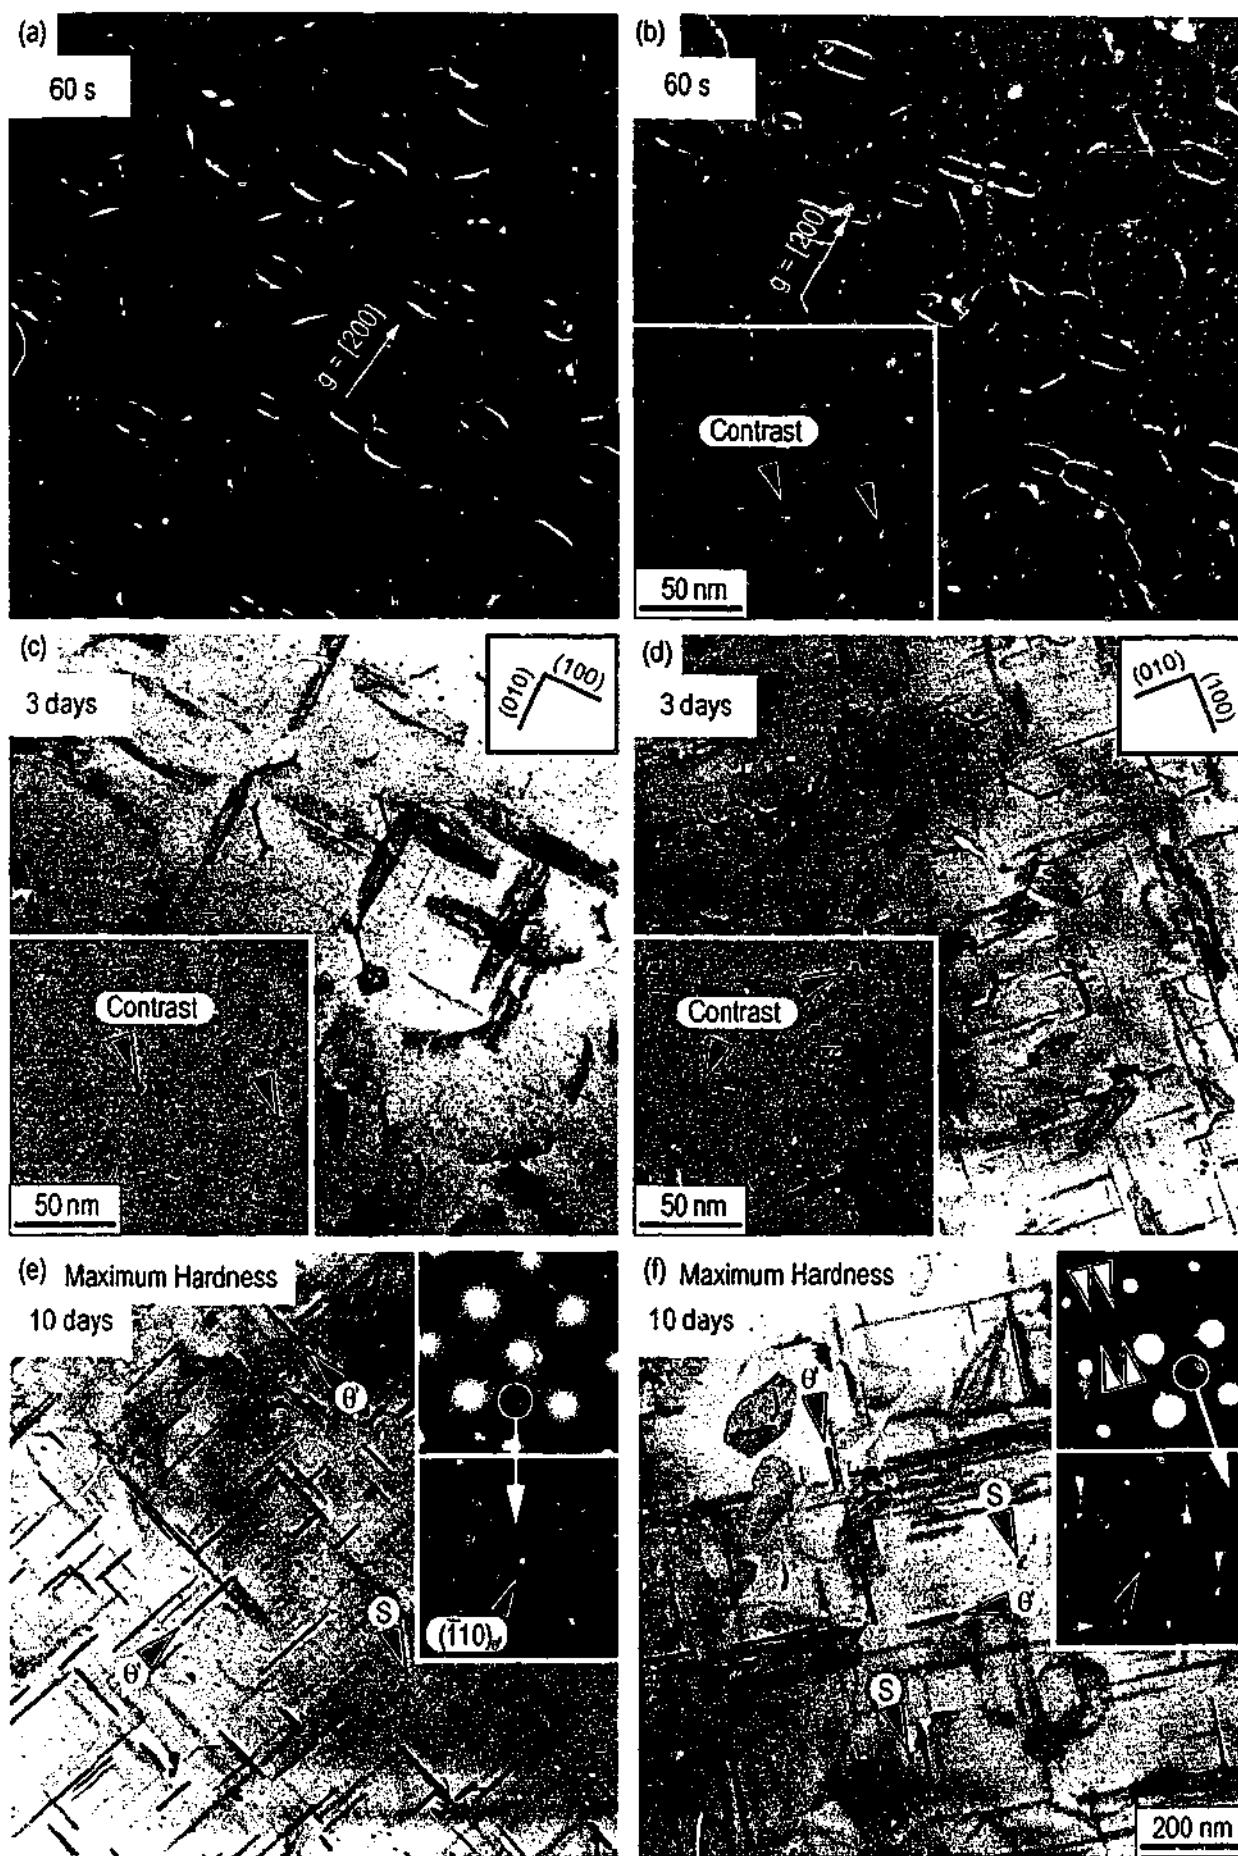 (a)
60 s
g = [200]
(b)
60 s
g = [200]
Contrast
50 nm
(c)
3 days
(010)
(100)
Contrast
50 nm
(d)
3 days
(010)
(100)
Contrast
50 nm
(e) Maximum Hardness
10 days
θ'
S
θ'
(f) Maximum Hardness
10 days
θ'
S
θ'
S
200 nm